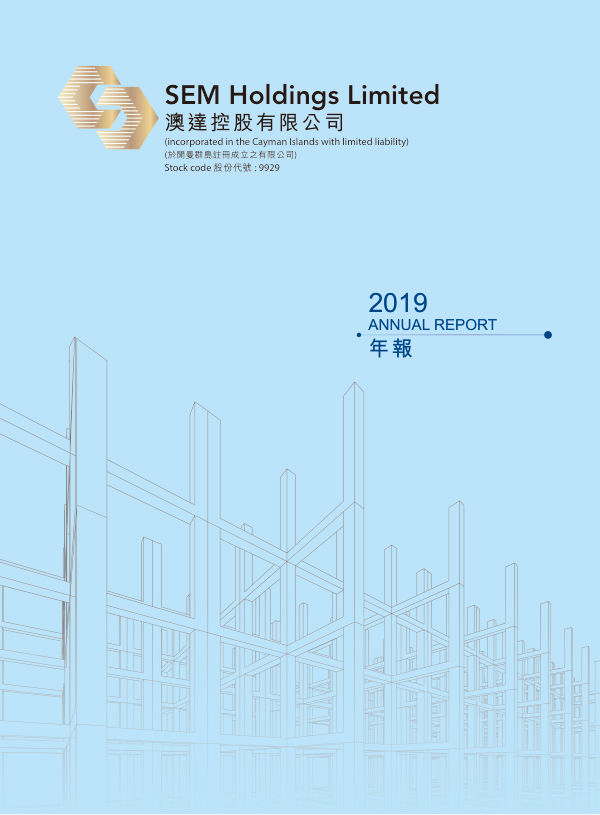 SEM Holdings Limited
澳達控股有限公司
(incorporated in the Cayman Islands with limited liability)
(於開曼群島註冊成立之有限公司)
Stock code 股份代號 : 9929
2019
ANNUAL REPORT
年報